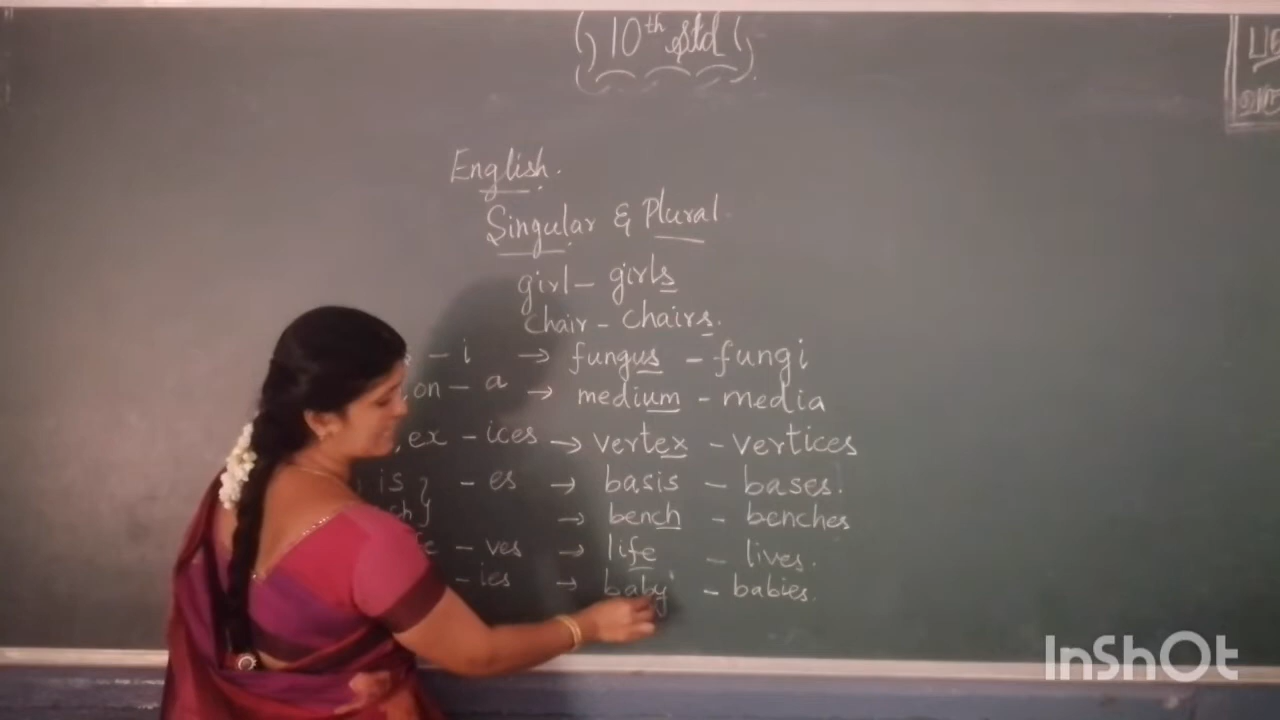 10th std
English.
Singular & Plural.
girl - girls
chair - chairs.
- i → fungus - fungi
,on - a → medium - media
,ex - ices → vertex - vertices
is } - es → basis - bases.
→ bench - benches
- ves → life - lives.
- ies → baby - babies.
InShOt